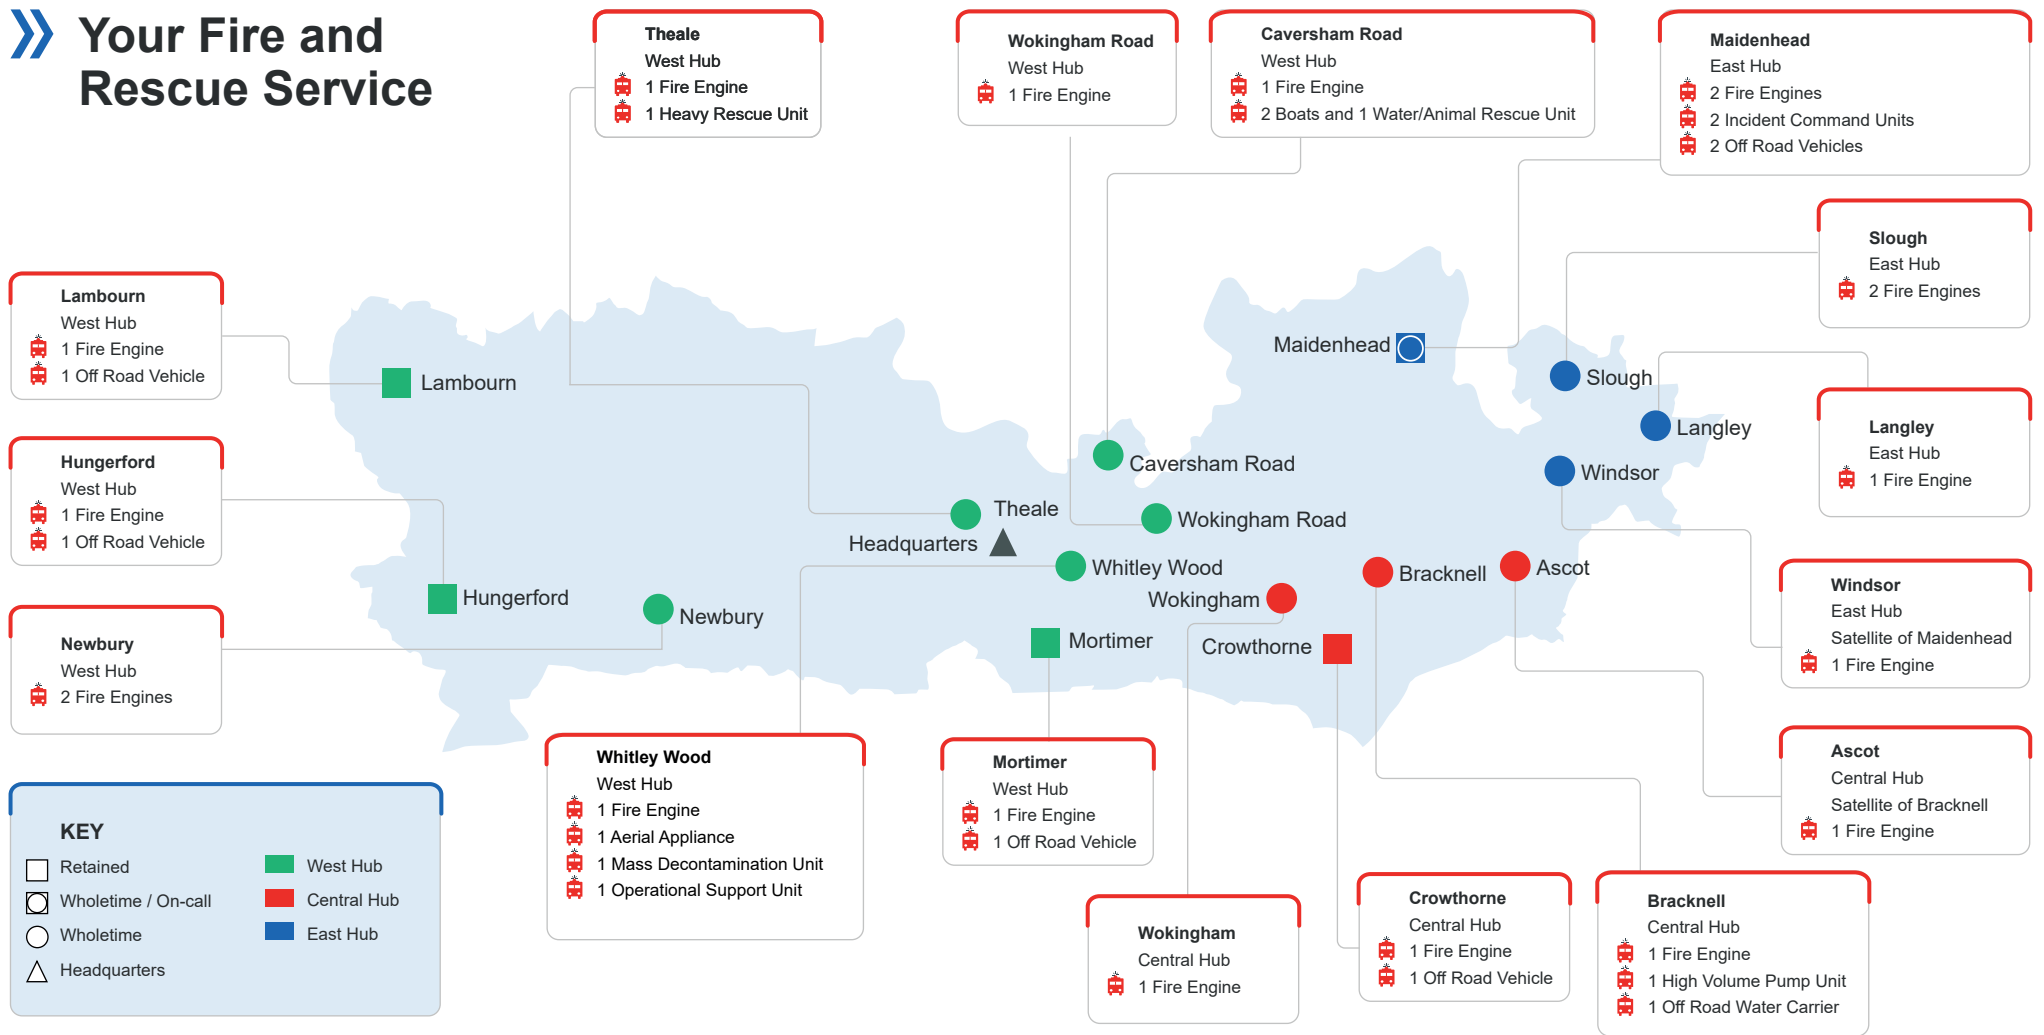 Your Fire and
Rescue Service
Theale
West Hub
1 Fire Engine
1 Heavy Rescue Unit
Wokingham Road
West Hub
1 Fire Engine
Caversham Road
West Hub
1 Fire Engine
2 Boats and 1 Water/Animal Rescue Unit
Maidenhead
East Hub
2 Fire Engines
2 Incident Command Units
2 Off Road Vehicles
Slough
East Hub
2 Fire Engines
Lambourn
West Hub
1 Fire Engine
1 Off Road Vehicle
Langley
East Hub
1 Fire Engine
Hungerford
West Hub
1 Fire Engine
1 Off Road Vehicle
Windsor
East Hub
Satellite of Maidenhead
1 Fire Engine
Newbury
West Hub
2 Fire Engines
Ascot
Central Hub
Satellite of Bracknell
1 Fire Engine
Maidenhead
Slough
Lambourn
Langley
Caversham Road
Windsor
Theale
Wokingham Road
Headquarters
Whitley Wood
Bracknell
Ascot
Hungerford
Wokingham
Newbury
Mortimer
Crowthorne
Whitley Wood
West Hub
1 Fire Engine
1 Aerial Appliance
1 Mass Decontamination Unit
1 Operational Support Unit
Mortimer
West Hub
1 Fire Engine
1 Off Road Vehicle
Wokingham
Central Hub
1 Fire Engine
Crowthorne
Central Hub
1 Fire Engine
1 Off Road Vehicle
Bracknell
Central Hub
1 Fire Engine
1 High Volume Pump Unit
1 Off Road Water Carrier
KEY
Retained
Wholetime / On-call
Wholetime
Headquarters
West Hub
Central Hub
East Hub